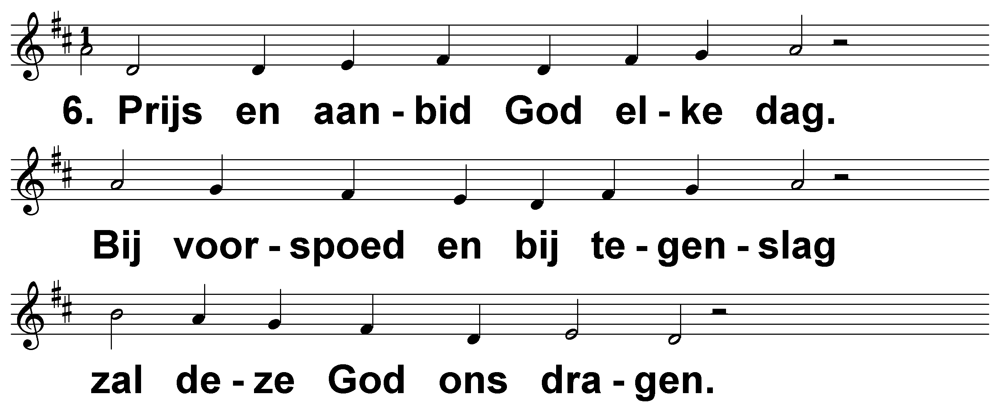 1
6. Prijs en aan - bid God el - ke dag.
Bij voor - spoed en bij te - gen - slag
zal de - ze God ons dra - gen.